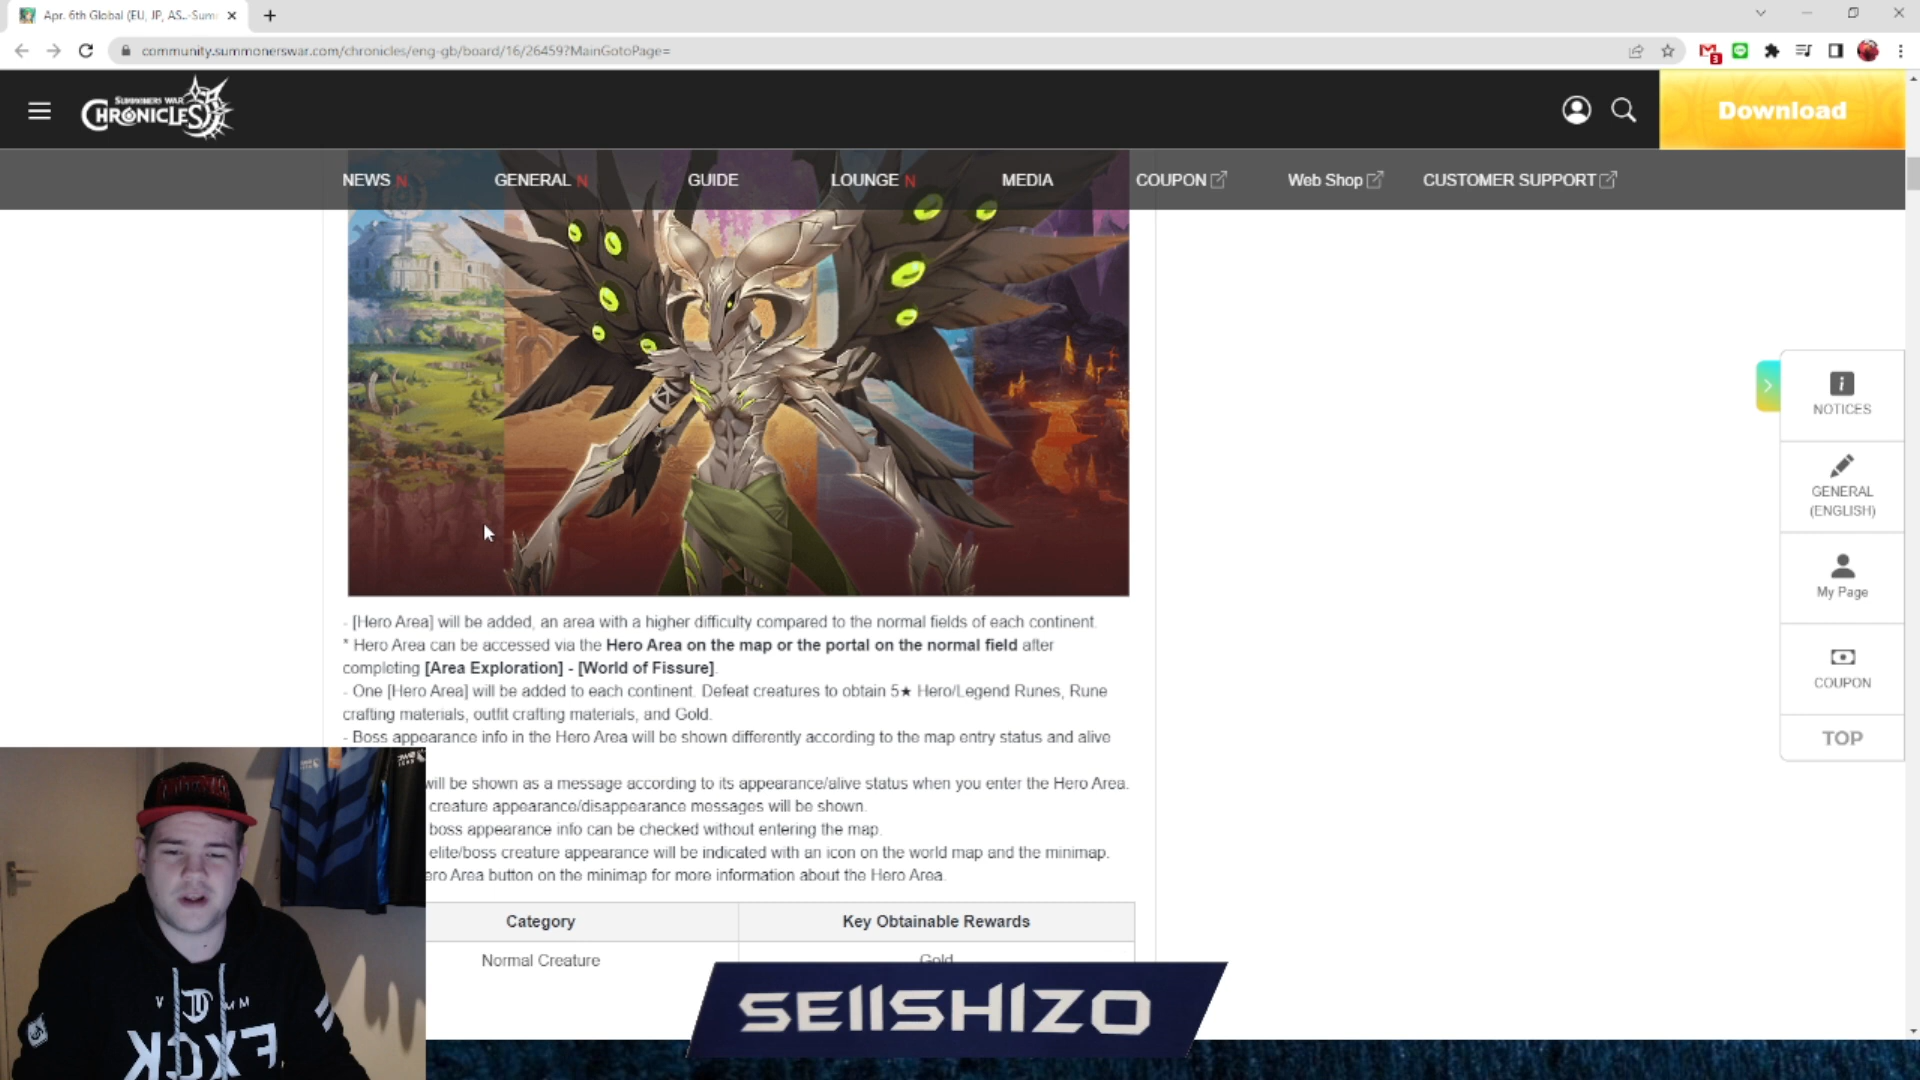 Apr. 6th Global (EU, JP, AS..-Sum
community.summonerswar.com/chronicles/eng-gb/board/16/26459?MainGotoPage=
3
SUMMONERS WAR
CHRONICLES
Download
NEWS N
GENERAL N
GUIDE
LOUNGE N
MEDIA
COUPON
Web Shop
CUSTOMER SUPPORT
NOTICES
GENERAL
(ENGLISH)
My Page
COUPON
TOP
- [Hero Area] will be added, an area with a higher difficulty compared to the normal fields of each continent.
* Hero Area can be accessed via the Hero Area on the map or the portal on the normal field after
completing [Area Exploration] - [World of Fissure].
- One [Hero Area] will be added to each continent. Defeat creatures to obtain 5★ Hero/Legend Runes, Rune
crafting materials, outfit crafting materials, and Gold.
- Boss appearance info in the Hero Area will be shown differently according to the map entry status and alive
will be shown as a message according to its appearance/alive status when you enter the Hero Area.
creature appearance/disappearance messages will be shown.
boss appearance info can be checked without entering the map.
elite/boss creature appearance will be indicated with an icon on the world map and the minimap.
ero Area button on the minimap for more information about the Hero Area.
Category
Key Obtainable Rewards
Normal Creature
Gold
SEIISHIZO